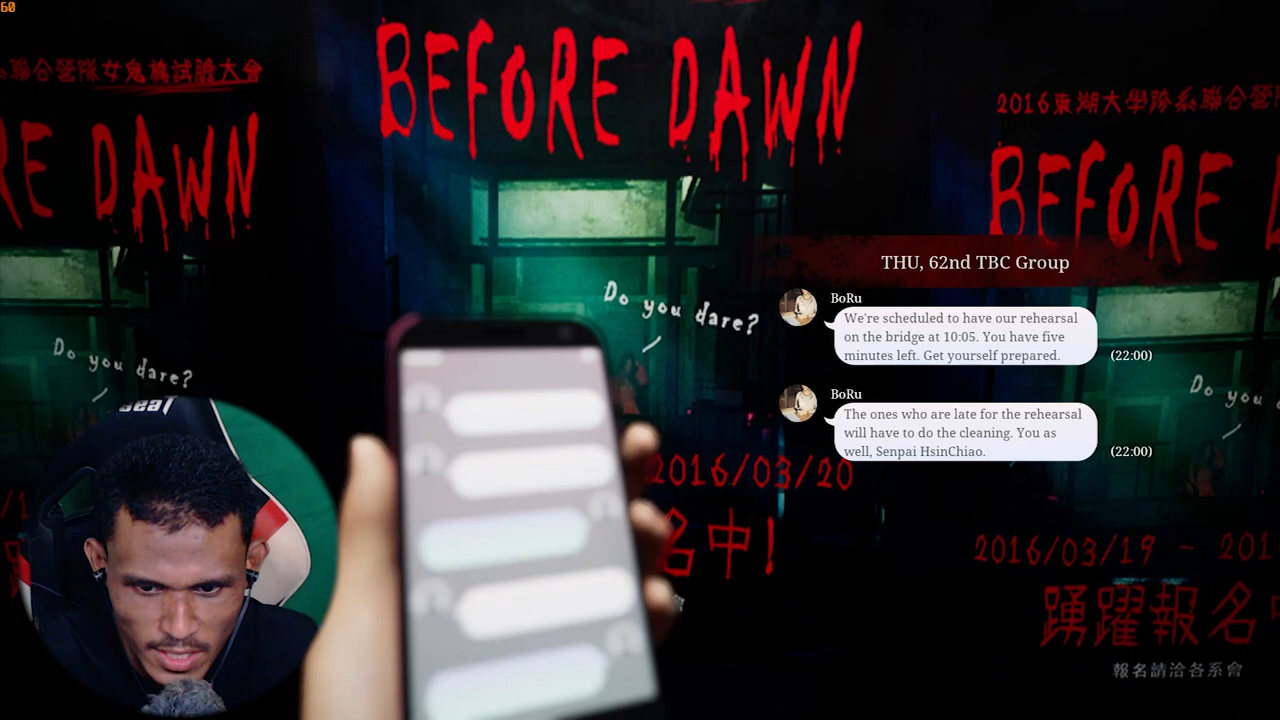 60
聯合營隊女鬼橋試膽大會
BEFORE DAWN
RE DAWN
2016東湖大學跨系聯合營
BEFORE
THU, 62nd TBC Group
Do you dare?
BoRu
We're scheduled to have our rehearsal
on the bridge at 10:05. You have five
minutes left. Get yourself prepared.
(22:00)
Do you dare?
Do you
BoRu
The ones who are late for the rehearsal
will have to do the cleaning. You as
well, Senpai HsinChiao.
(22:00)
2016/03/20
名中!
2016/03/19 - 201
踴躍報名
報名請洽各系會